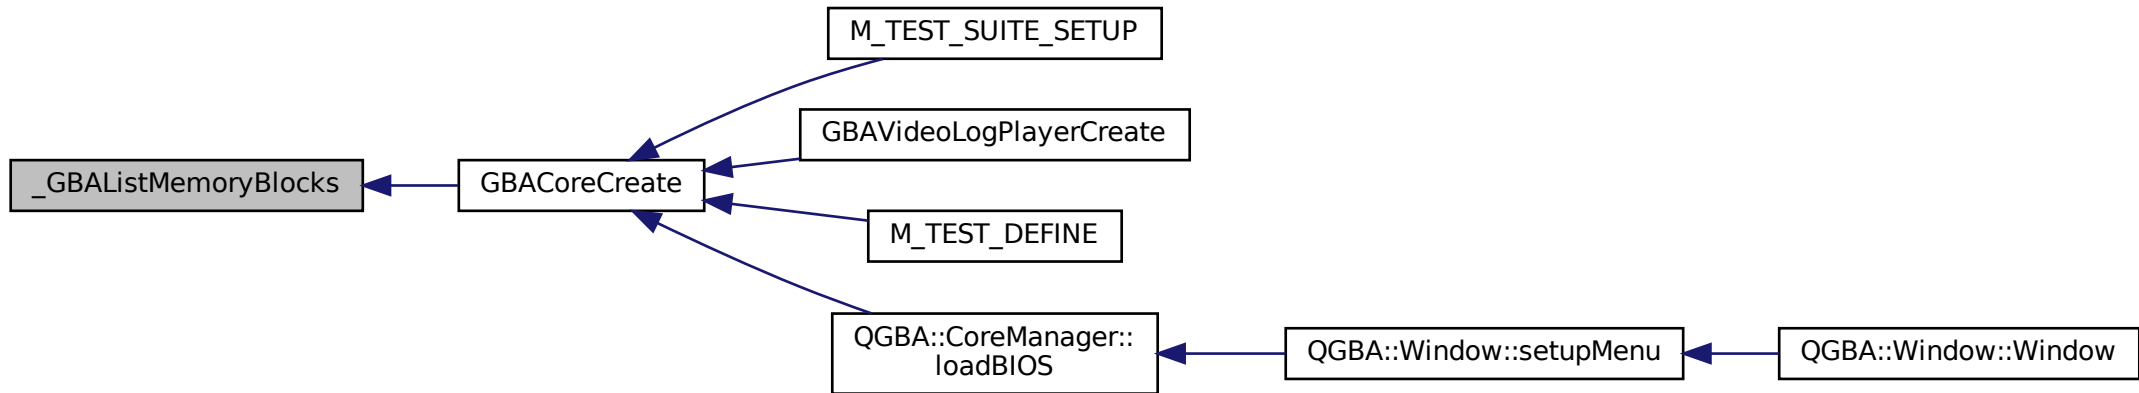 M_TEST_SUITE_SETUP
GBAVideoLogPlayerCreate
_GBAListMemoryBlocks
GBACoreCreate
M_TEST_DEFINE
QGBA::CoreManager::
loadBIOS
QGBA::Window::setupMenu
QGBA::Window::Window